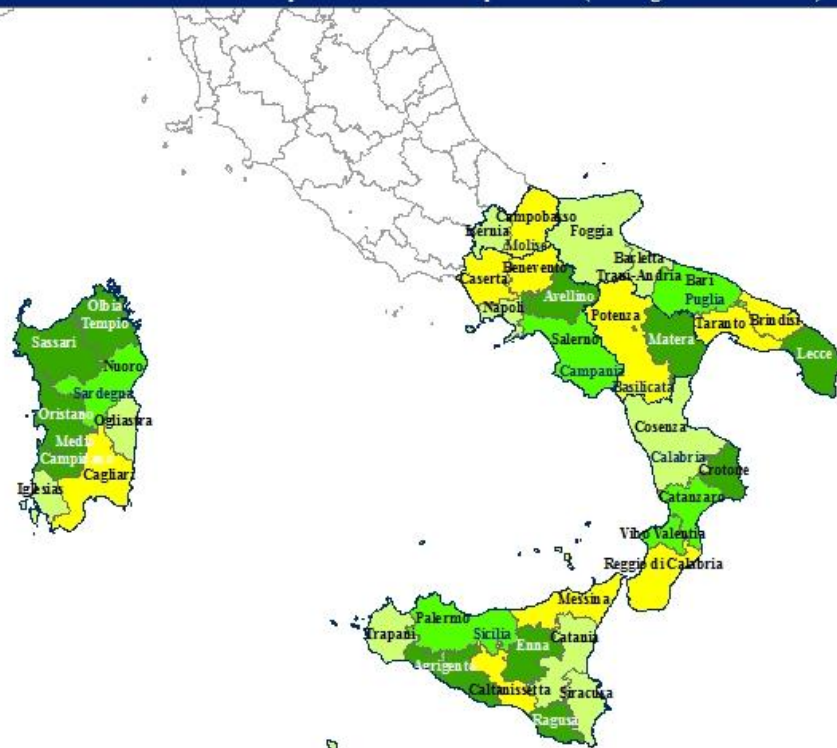 Campobasso
Isernia
Molise
Foggia
Barletta
Trani-Andria
Benevento
Caserta
Bari
Puglia
Avellino
Napoli
Potenza
Taranto
Brindisi
Salerno
Matera
Lecce
Campania
Basilicata
Olbia
Tempio
Sassari
Nuoro
Sardegna
Oristano
Ogliastra
Medio
Campidano
Cagliari
Iglesias
Cosenza
Calabria
Crotone
Catanzaro
Vibo Valentia
Reggio di Calabria
Messina
Palermo
Sicilia
Trapani
Catania
Enna
Agrigento
Caltanissetta
Siracusa
Ragusa